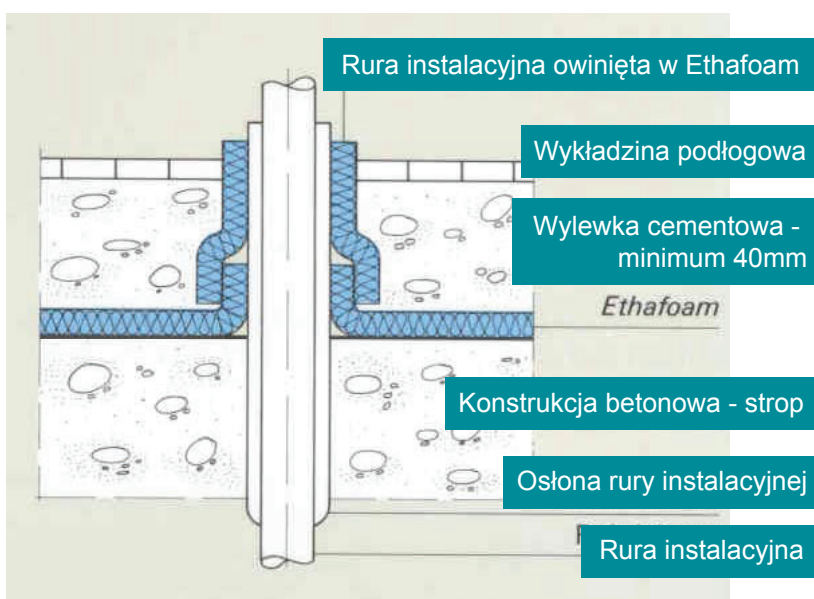 Rura instalacyjna owinięta w Ethafoam
Wykładzina podłogowa
Wylewka cementowa -
minimum 40mm
Ethafoam
Konstrukcja betonowa - strop
Osłona rury instalacyjnej
Rura instalacyjna